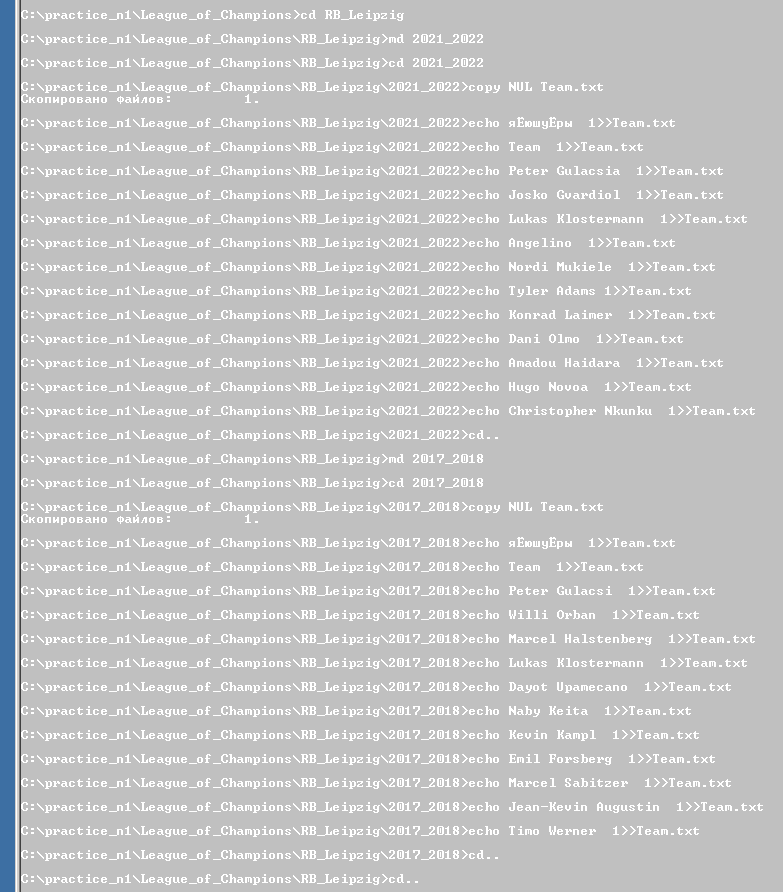 C:\practice_n1\League_of_Champions>cd RB_Leipzig
C:\practice_n1\League_of_Champions\RB_Leipzig>md 2021_2022
C:\practice_n1\League_of_Champions\RB_Leipzig>cd 2021_2022
C:\practice_n1\League_of_Champions\RB_Leipzig\2021_2022>copy NUL Team.txt
Скопировано файлов:         1.
C:\practice_n1\League_of_Champions\RB_Leipzig\2021_2022>echo яЁюшуЁры  1>>Team.txt
C:\practice_n1\League_of_Champions\RB_Leipzig\2021_2022>echo Team  1>>Team.txt
C:\practice_n1\League_of_Champions\RB_Leipzig\2021_2022>echo Peter Gulacsia  1>>Team.txt
C:\practice_n1\League_of_Champions\RB_Leipzig\2021_2022>echo Josko Gvardiol  1>>Team.txt
C:\practice_n1\League_of_Champions\RB_Leipzig\2021_2022>echo Lukas Klostermann  1>>Team.txt
C:\practice_n1\League_of_Champions\RB_Leipzig\2021_2022>echo Angelino  1>>Team.txt
C:\practice_n1\League_of_Champions\RB_Leipzig\2021_2022>echo Nordi Mukiele  1>>Team.txt
C:\practice_n1\League_of_Champions\RB_Leipzig\2021_2022>echo Tyler Adams 1>>Team.txt
C:\practice_n1\League_of_Champions\RB_Leipzig\2021_2022>echo Konrad Laimer  1>>Team.txt
C:\practice_n1\League_of_Champions\RB_Leipzig\2021_2022>echo Dani Olmo  1>>Team.txt
C:\practice_n1\League_of_Champions\RB_Leipzig\2021_2022>echo Amadou Haidara  1>>Team.txt
C:\practice_n1\League_of_Champions\RB_Leipzig\2021_2022>echo Hugo Novoa  1>>Team.txt
C:\practice_n1\League_of_Champions\RB_Leipzig\2021_2022>echo Christopher Nkunku  1>>Team.txt
C:\practice_n1\League_of_Champions\RB_Leipzig\2021_2022>cd..
C:\practice_n1\League_of_Champions\RB_Leipzig>md 2017_2018
C:\practice_n1\League_of_Champions\RB_Leipzig>cd 2017_2018
C:\practice_n1\League_of_Champions\RB_Leipzig\2017_2018>copy NUL Team.txt
Скопировано файлов:         1.
C:\practice_n1\League_of_Champions\RB_Leipzig\2017_2018>echo яЁюшуЁры  1>>Team.txt
C:\practice_n1\League_of_Champions\RB_Leipzig\2017_2018>echo Team  1>>Team.txt
C:\practice_n1\League_of_Champions\RB_Leipzig\2017_2018>echo Peter Gulacsi  1>>Team.txt
C:\practice_n1\League_of_Champions\RB_Leipzig\2017_2018>echo Willi Orban  1>>Team.txt
C:\practice_n1\League_of_Champions\RB_Leipzig\2017_2018>echo Marcel Halstenberg  1>>Team.txt
C:\practice_n1\League_of_Champions\RB_Leipzig\2017_2018>echo Lukas Klostermann  1>>Team.txt
C:\practice_n1\League_of_Champions\RB_Leipzig\2017_2018>echo Dayot Upamecano  1>>Team.txt
C:\practice_n1\League_of_Champions\RB_Leipzig\2017_2018>echo Naby Keita  1>>Team.txt
C:\practice_n1\League_of_Champions\RB_Leipzig\2017_2018>echo Kevin Kampl  1>>Team.txt
C:\practice_n1\League_of_Champions\RB_Leipzig\2017_2018>echo Emil Forsberg  1>>Team.txt
C:\practice_n1\League_of_Champions\RB_Leipzig\2017_2018>echo Marcel Sabitzer  1>>Team.txt
C:\practice_n1\League_of_Champions\RB_Leipzig\2017_2018>echo Jean-Kevin Augustin  1>>Team.txt
C:\practice_n1\League_of_Champions\RB_Leipzig\2017_2018>echo Timo Werner  1>>Team.txt
C:\practice_n1\League_of_Champions\RB_Leipzig\2017_2018>cd..
C:\practice_n1\League_of_Champions\RB_Leipzig>cd..